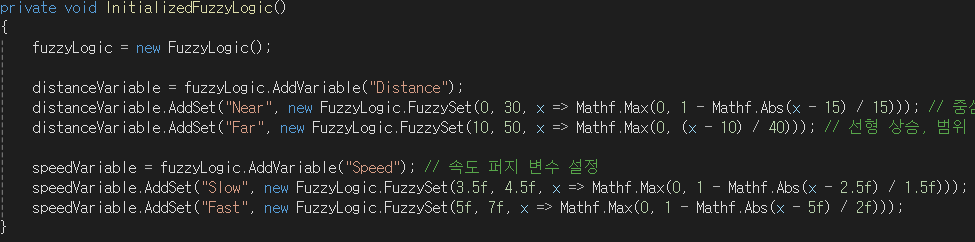 private void InitializedFuzzyLogic()
{
fuzzyLogic = new FuzzyLogic();
distanceVariable = fuzzyLogic.AddVariable("Distance");
distanceVariable.AddSet("Near", new FuzzyLogic.FuzzySet(0, 30, x => Mathf.Max(0, 1 - Mathf.Abs(x - 15) / 15))); //
distanceVariable.AddSet("Far", new FuzzyLogic.FuzzySet(10, 50, x => Mathf.Max(0, (x - 10) / 40))); // 선형 상승, 범위
speedVariable = fuzzyLogic.AddVariable("Speed"); // 속도 퍼지 변수 설정
speedVariable.AddSet("Slow", new FuzzyLogic.FuzzySet(3.5f, 4.5f, x => Mathf.Max(0, 1 - Mathf.Abs(x - 2.5f) / 1.5f)));
speedVariable.AddSet("Fast", new FuzzyLogic.FuzzySet(5f, 7f, x => Mathf.Max(0, 1 - Mathf.Abs(x - 5f) / 2f)));
}